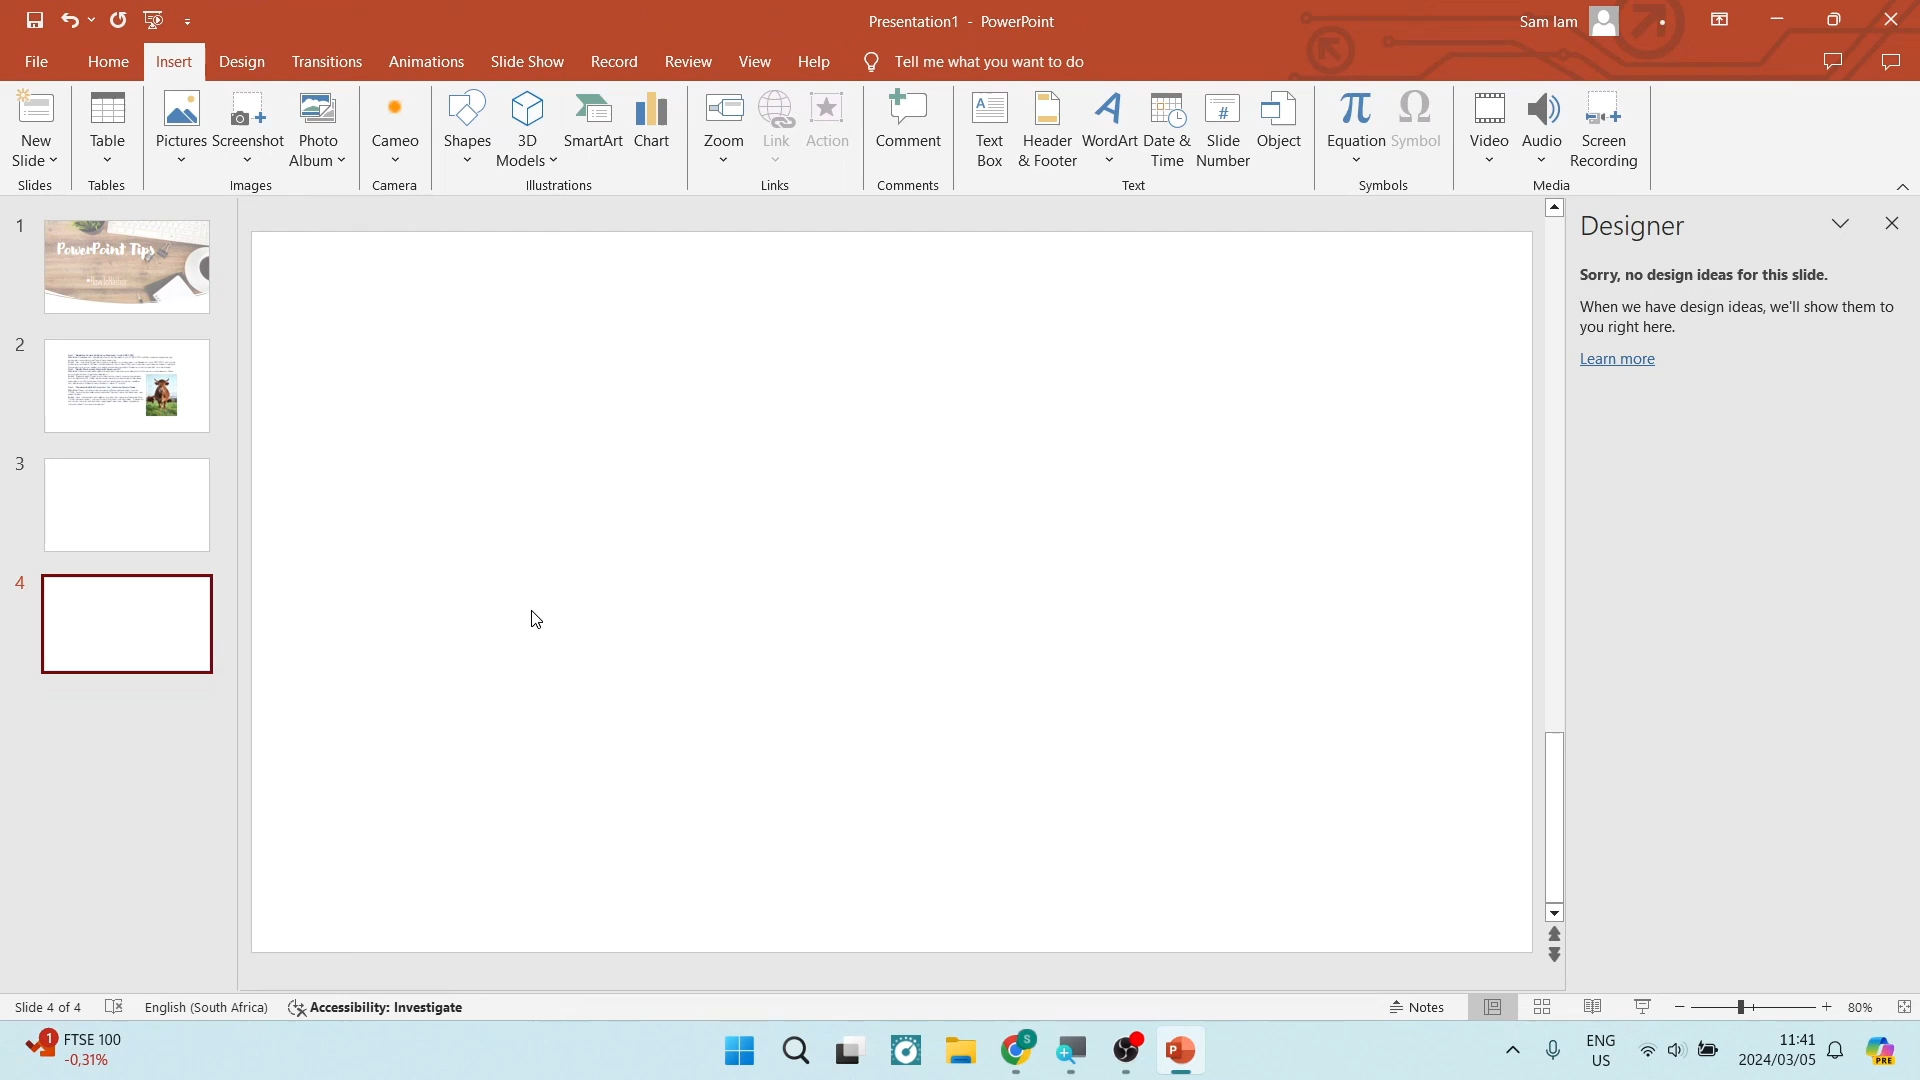 Presentation1 - PowerPoint
Sam Iam
File Home Insert Design Transitions Animations Slide Show Record Review View Help Tell me what you want to do
New Slide
Table
Pictures
Screenshot
Photo Album
Cameo
Shapes
3D Models
SmartArt
Chart
Zoom
Link
Action
Comment
Text Box
Header & Footer
WordArt
Date & Time
Slide Number
Object
Equation
Symbol
Video
Audio
Screen Recording
Slides Tables Images Camera Illustrations Links Comments Text Symbols Media
1
PowerPoint Tips
2
3
4
Designer
Sorry, no design ideas for this slide.
When we have design ideas, we'll show them to
you right here.
Learn more
Slide 4 of 4 English (South Africa) Accessibility: Investigate Notes 80%
1
FTSE 100
-0,31%
S
ENG
US
11:41
2024/03/05
PRE